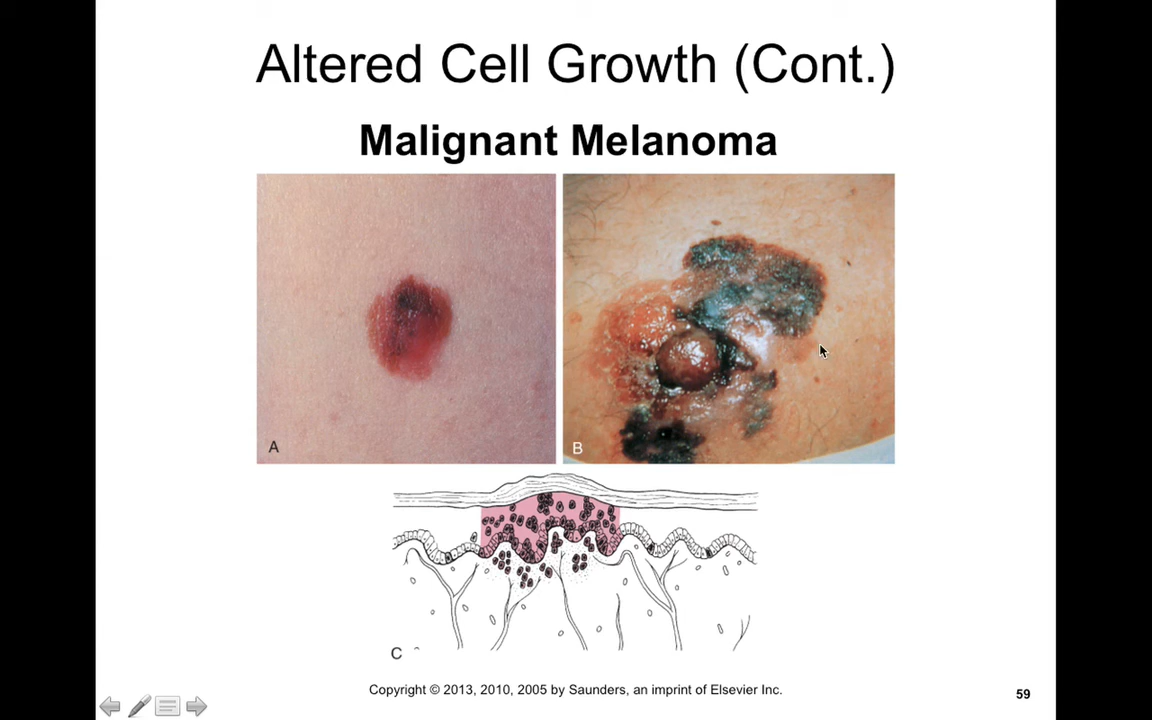 Altered Cell Growth (Cont.)
Malignant Melanoma
A
B
C
Copyright © 2013, 2010, 2005 by Saunders, an imprint of Elsevier Inc.
59